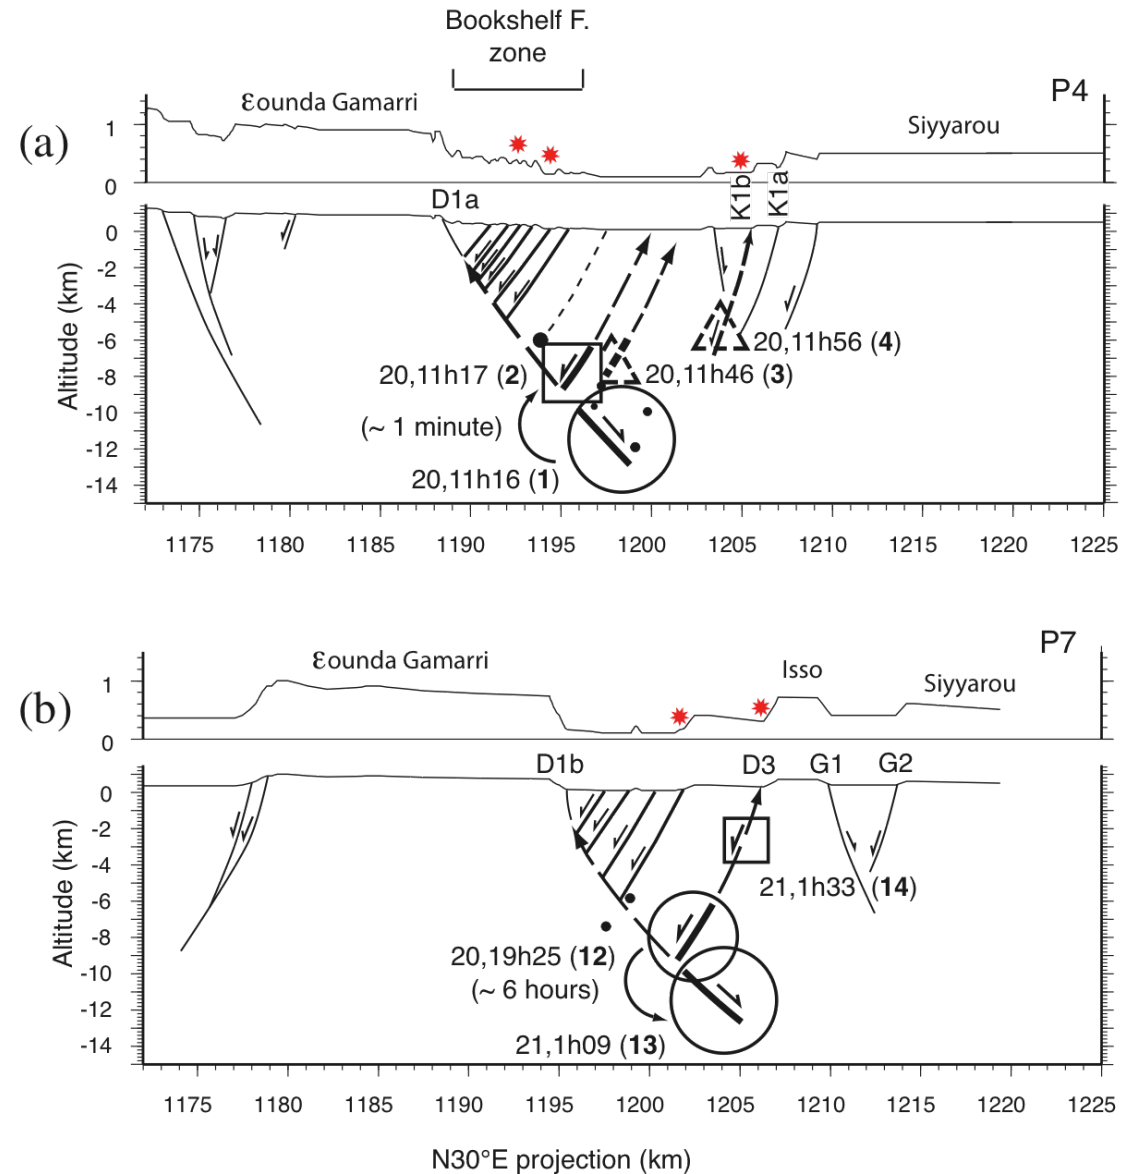 Bookshelf F.
zone
P4
(a)
ƐoundaGamarri
Siyyarou
1
0
D1a
K1b
K1a
0
-2
-4
-6
-8
-10
-12
-14
Altitude (km)
20,11h56 (4)
20,11h17 (2)
20,11h46 (3)
(~ 1 minute)
20,11h16 (1)
1175 1180 1185 1190 1195 1200 1205 1210 1215 1220 1225
P7
(b)
Ɛounda Gamarri
Isso
Siyyarou
1
0
D1b
D3
G1
G2
0
-2
-4
-6
-8
-10
-12
-14
Altitude (km)
21,1h33 (14)
20,19h25 (12)
(~ 6 hours)
21,1h09 (13)
1175 1180 1185 1190 1195 1200 1205 1210 1215 1220 1225
N30°E projection (km)